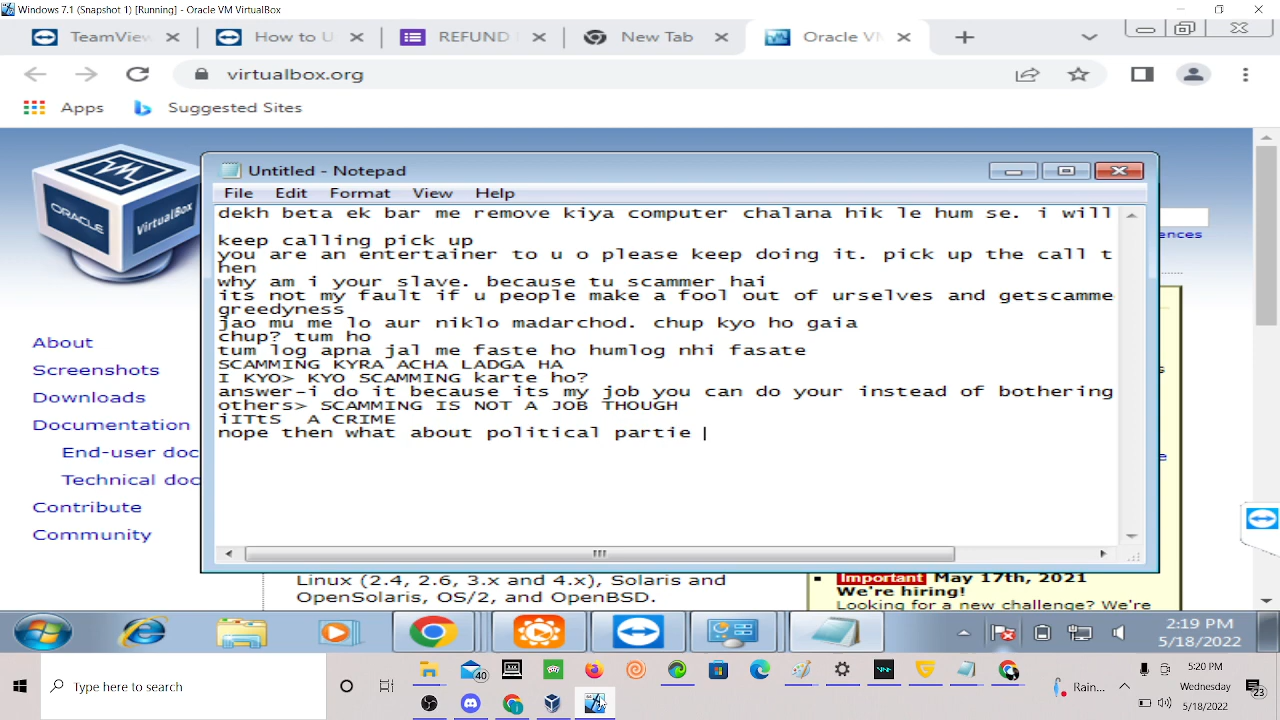 Windows 7.1 (Snapshot 1) [Running] - Oracle VM VirtualBox
TeamView
How to U
REFUND
New Tab
Oracle VM
virtualbox.org
Apps
Suggested Sites
ORACLE
VirtualBox
Untitled - Notepad
File Edit Format View Help
dekh beta ek bar me remove kiya computer chalana hik le hum se. i will
keep calling pick up
you are an entertainer to u o please keep doing it. pick up the call t
hen
why am i your slave. because tu scammer hai
its not my fault if u people make a fool out of urselves and getscamme
greedyness
jao mu me lo aur niklo madarchod. chup kyo ho gaia
chup? tum ho
tum log apna jal me faste ho humlog nhi fasate
SCAMMING KYRA ACHA LADGA HA
I KYO> KYO SCAMMING karte ho?
answer-i do it because its my job you can do your instead of bothering
others> SCAMMING IS NOT A JOB THOUGH
iITtS A CRIME
nope then what about political partie
ences
About
Screenshots
Downloads
Documentation
End-user doc
Technical doc
Contribute
Community
Linux (2.4, 2.6, 3.x and 4.x), Solaris and
OpenSolaris, OS/2, and OpenBSD.
Important May 17th, 2021
We're hiring!
Looking for a new challenge? We're
2:19 PM
5/18/2022
Type here to search
40
Rain...
5:20 PM
Wednesday
5/18/2022
23